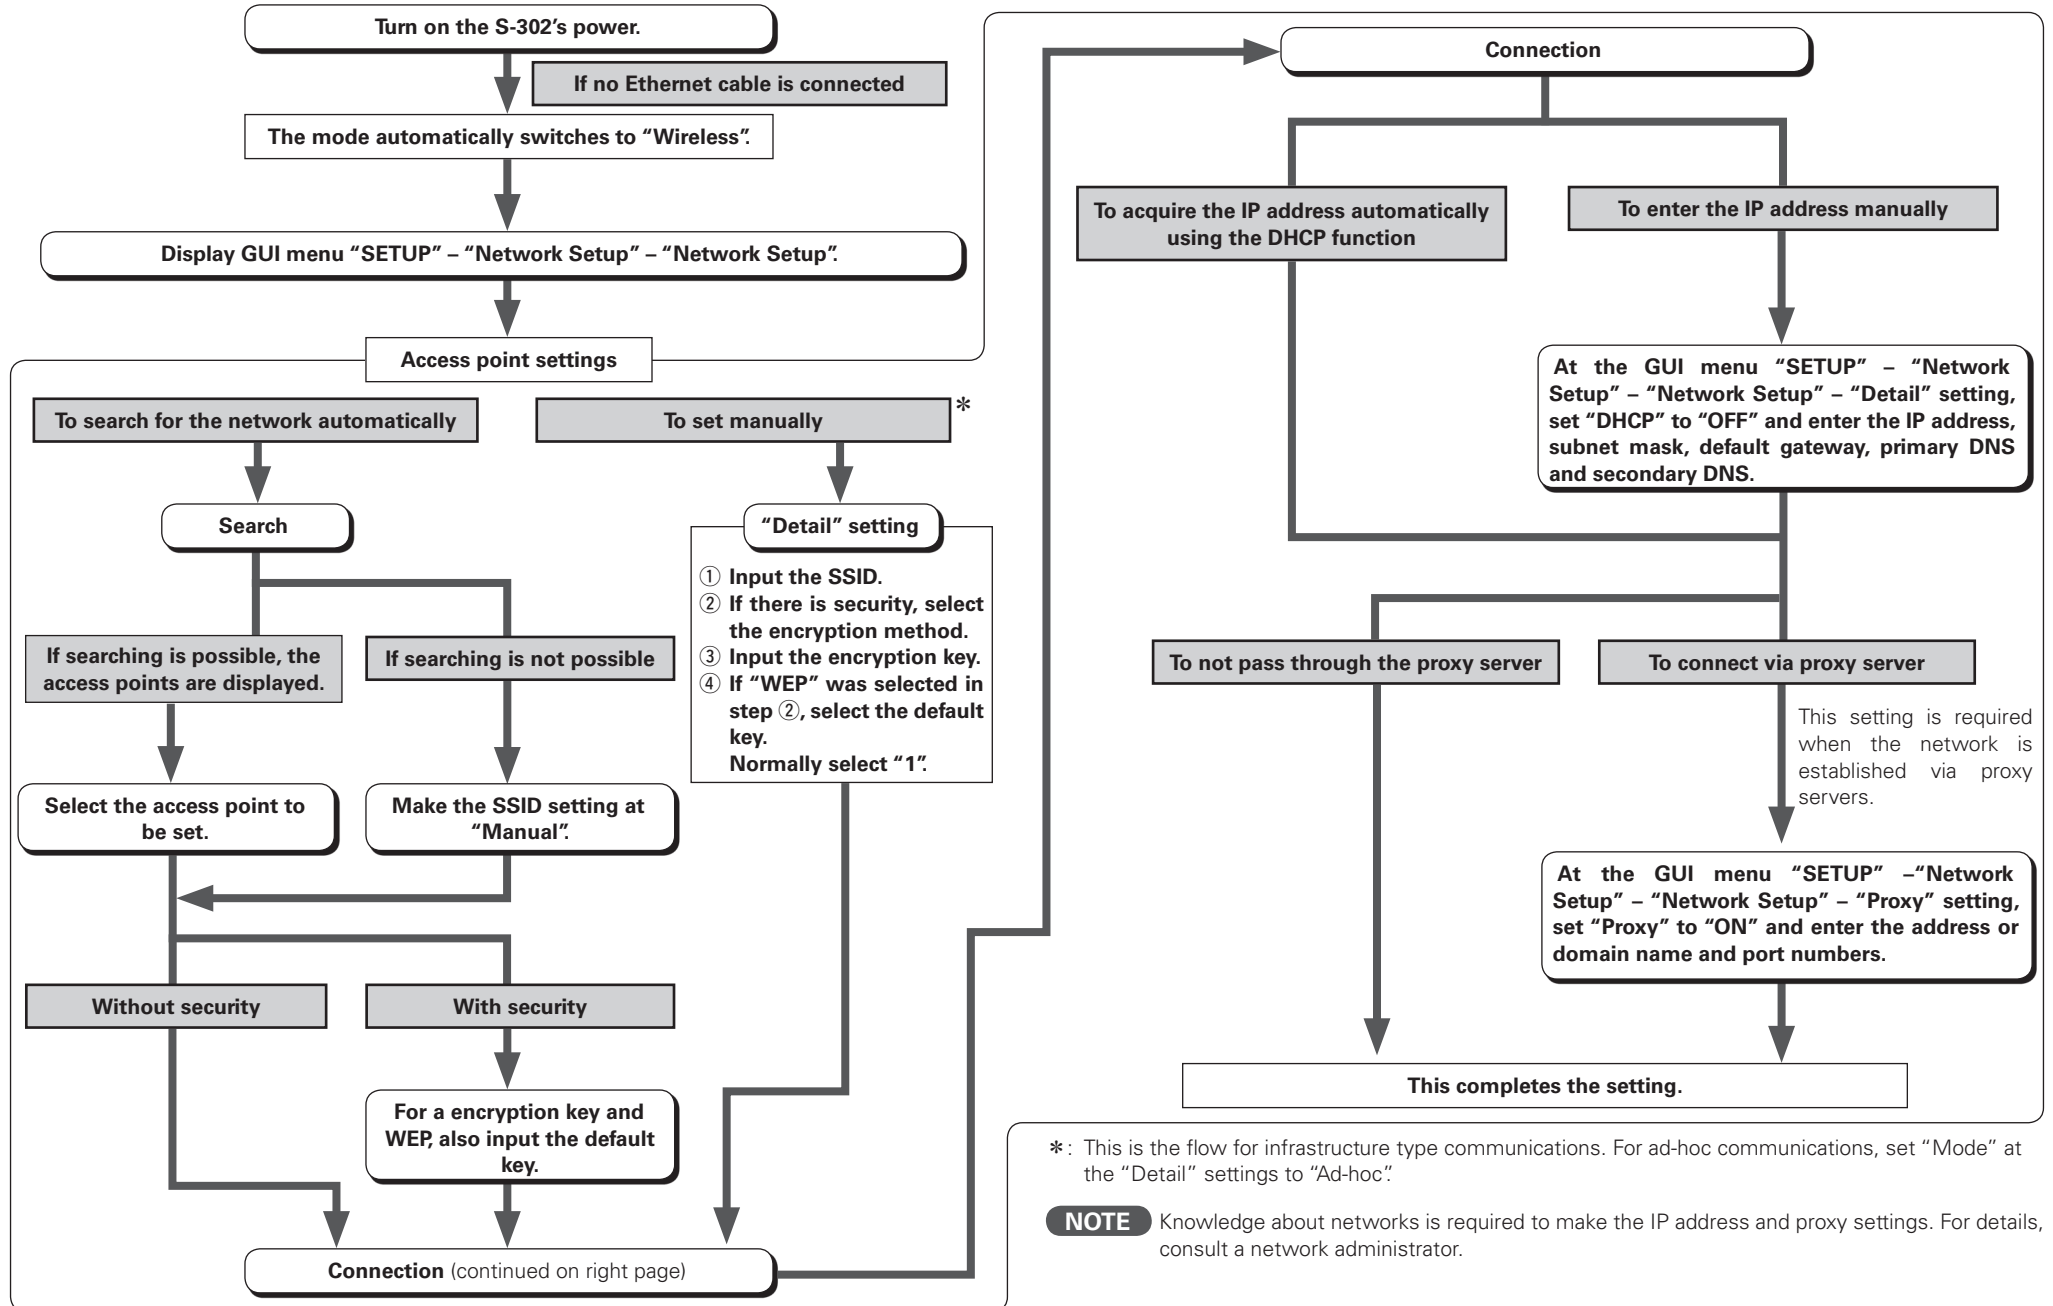 Turn on the S-302's power.
If no Ethernet cable is connected
The mode automatically switches to “Wireless”.
Display GUI menu “SETUP” – “Network Setup” – “Network Setup”.
Access point settings
To search for the network automatically
To set manually
*
Search
“Detail” setting
① Input the SSID.
② If there is security, select
the encryption method.
③ Input the encryption key.
④ If “WEP” was selected in
step ②, select the default
key.
Normally select “1”.
If searching is possible, the
access points are displayed.
If searching is not possible
Select the access point to
be set.
Make the SSID setting at
“Manual”.
Without security
With security
For a encryption key and
WEP, also input the default
key.
Connection (continued on right page)
Connection
To acquire the IP address automatically
using the DHCP function
To enter the IP address manually
At the GUI menu “SETUP” – “Network
Setup” – “Network Setup” – “Detail” setting,
set “DHCP” to “OFF” and enter the IP address,
subnet mask, default gateway, primary DNS
and secondary DNS.
To not pass through the proxy server
To connect via proxy server
This setting is required
when the network is
established via proxy
servers.
At the GUI menu “SETUP” –“Network
Setup” – “Network Setup” – “Proxy” setting,
set “Proxy” to “ON” and enter the address or
domain name and port numbers.
This completes the setting.
*: This is the flow for infrastructure type communications. For ad-hoc communications, set “Mode” at
the “Detail” settings to “Ad-hoc”.
NOTE Knowledge about networks is required to make the IP address and proxy settings. For details,
consult a network administrator.